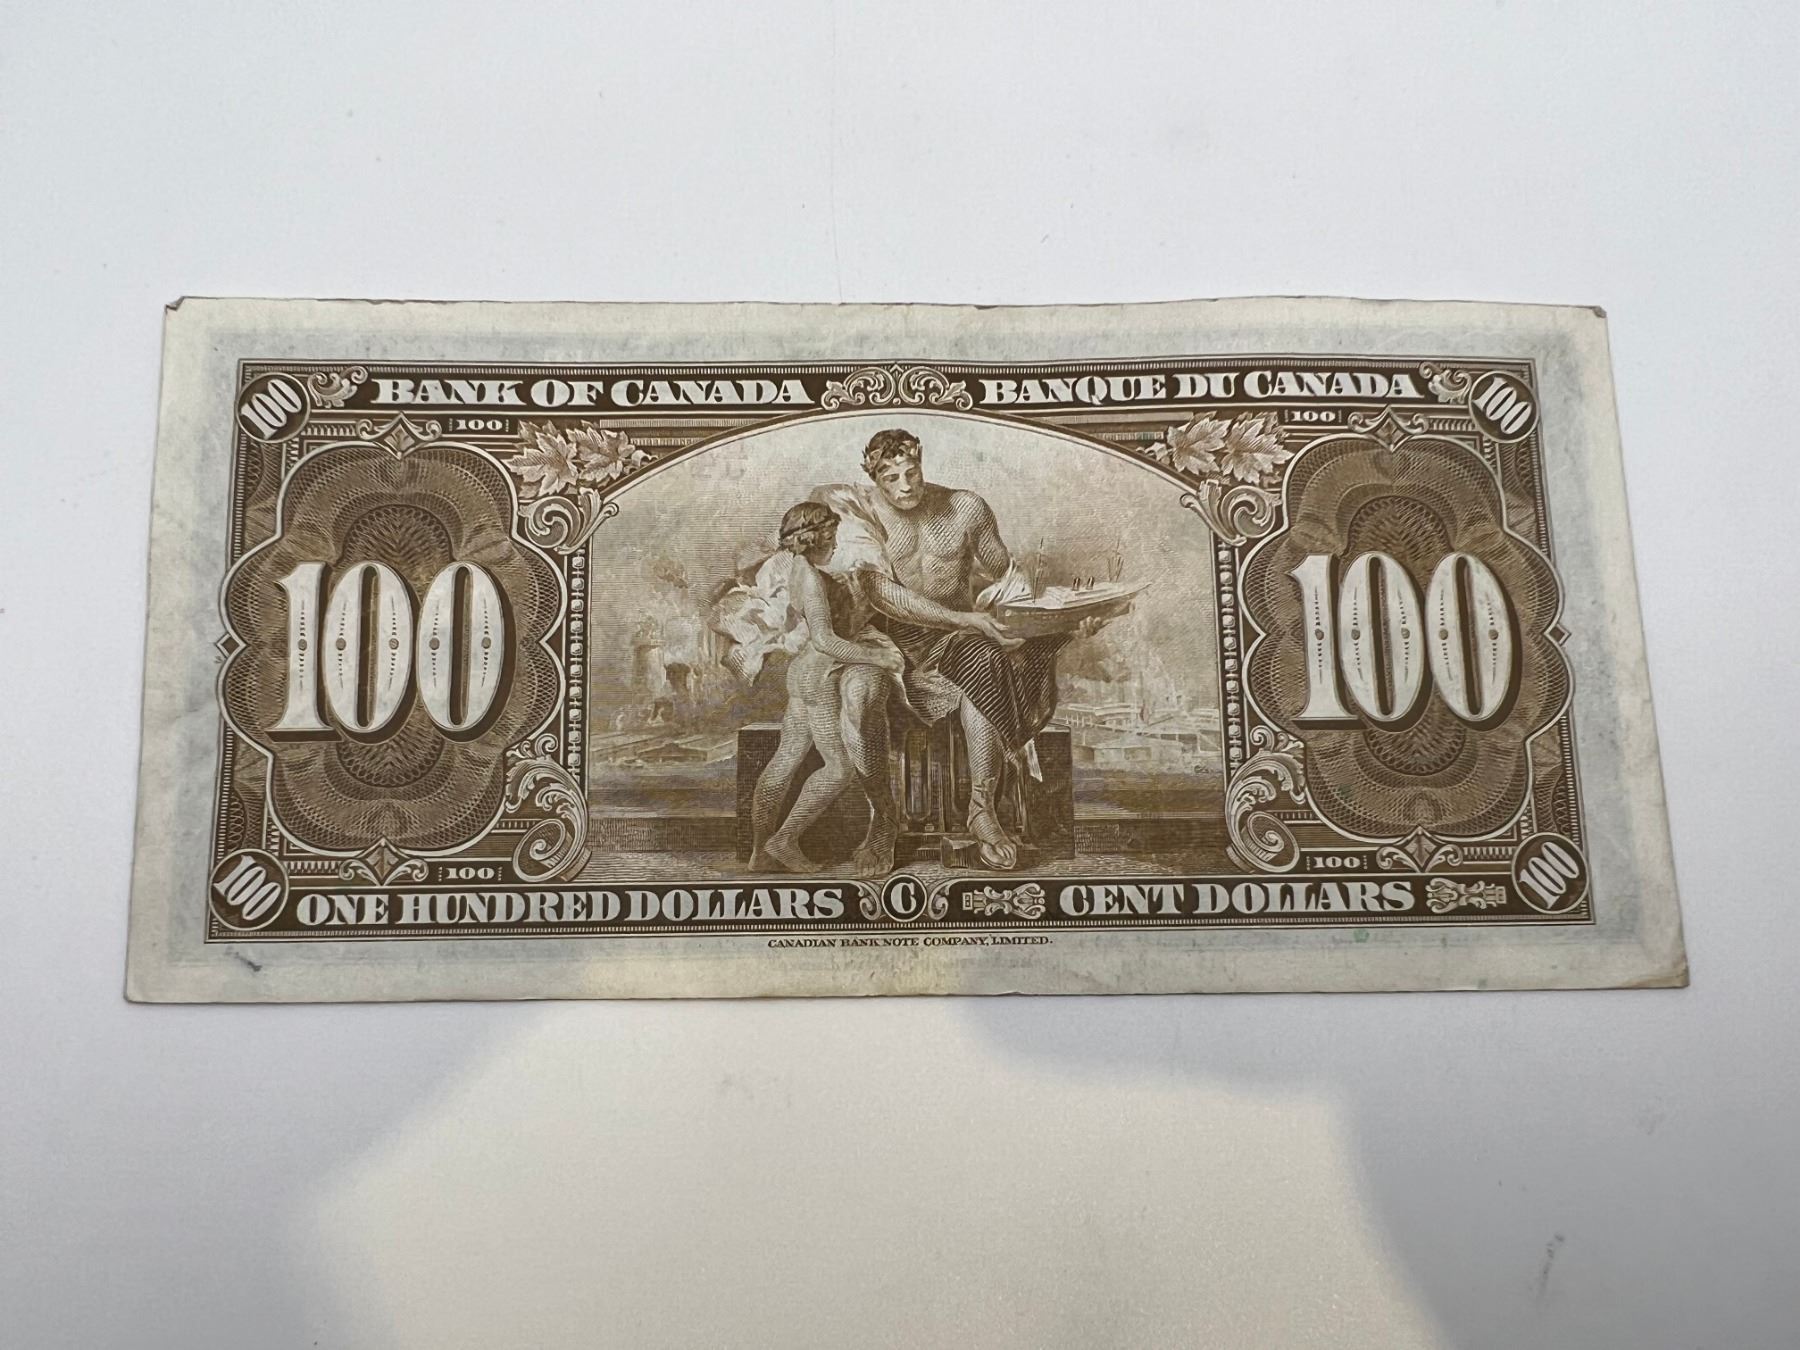 100 BANK OF CANADA BANQUE DU CANADA 100
100 100
100 100
100 100
100 ONE HUNDRED DOLLARS C CENT DOLLARS 100
CANADIAN BANK NOTE COMPANY, LIMITED.